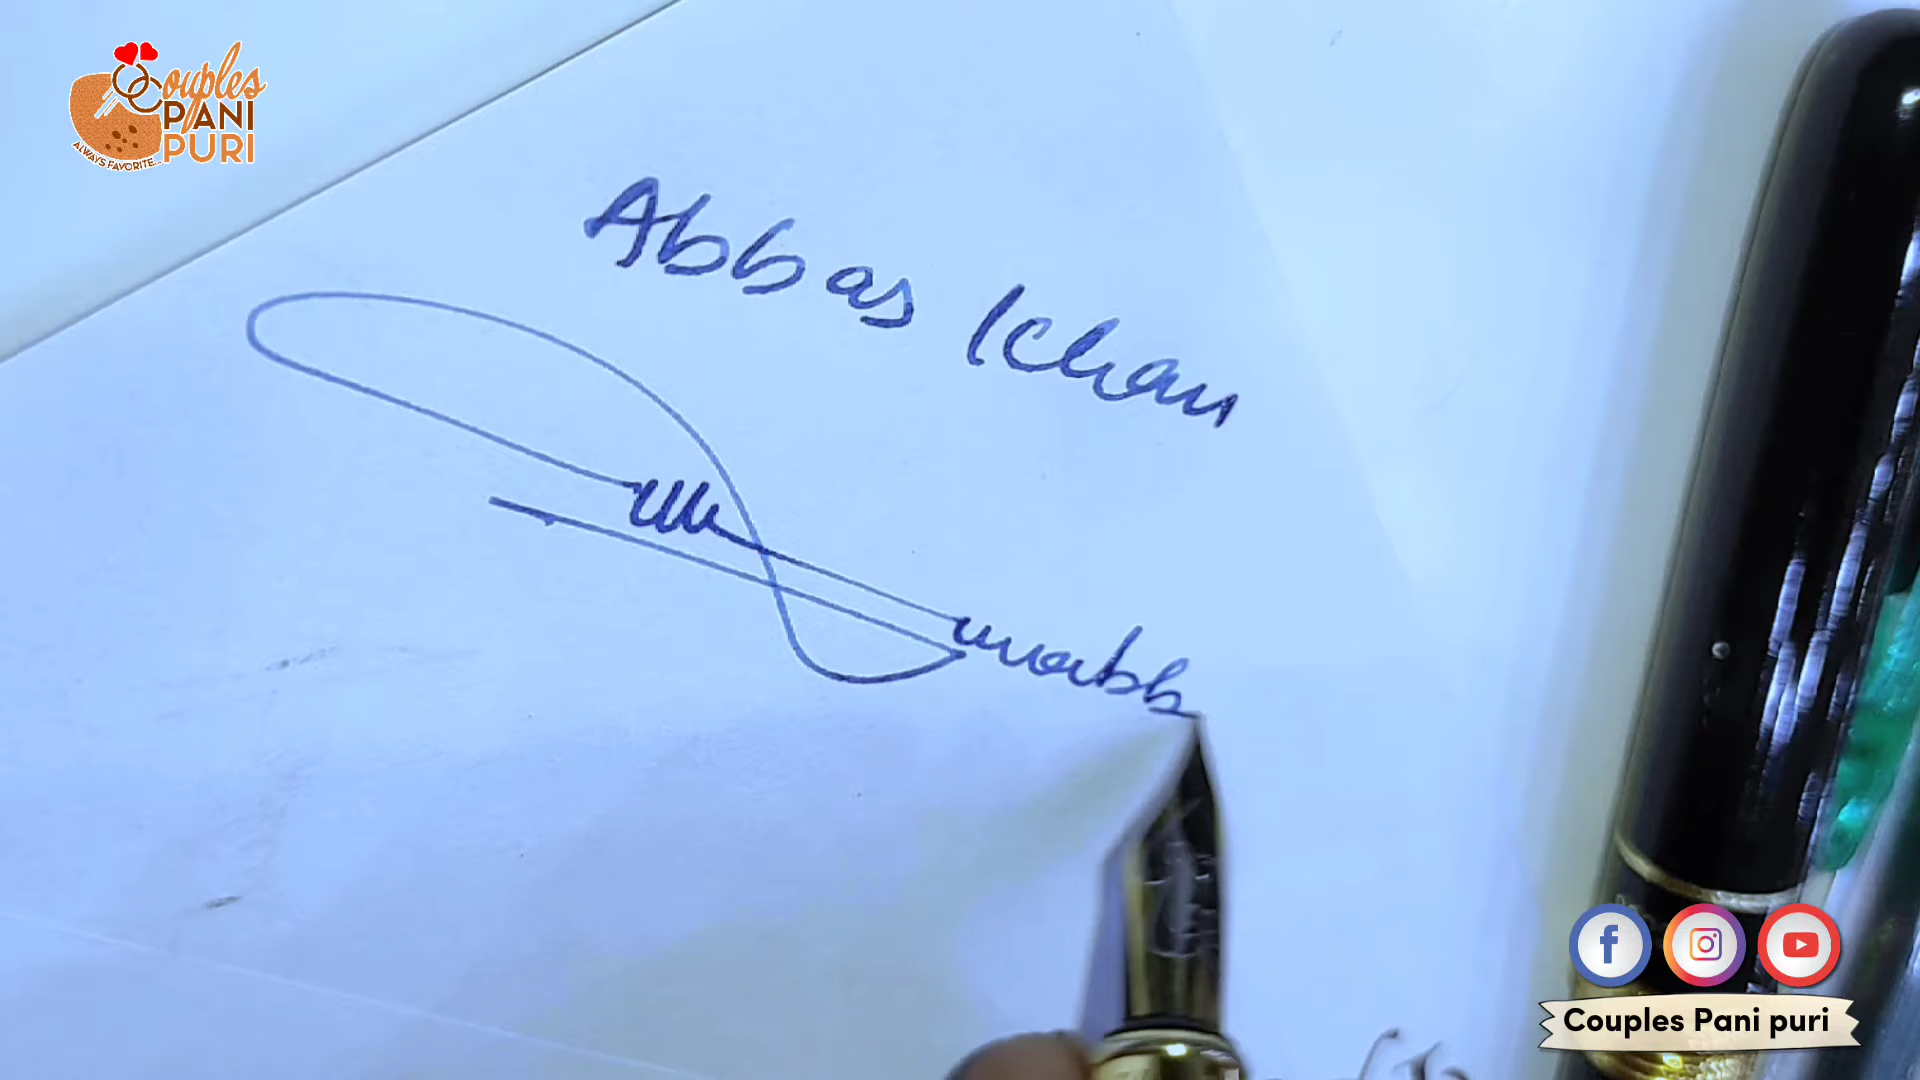 Couples
PANI
PURI
ALWAYS FAVORITE...
Abbas Khan
Couples Pani puri